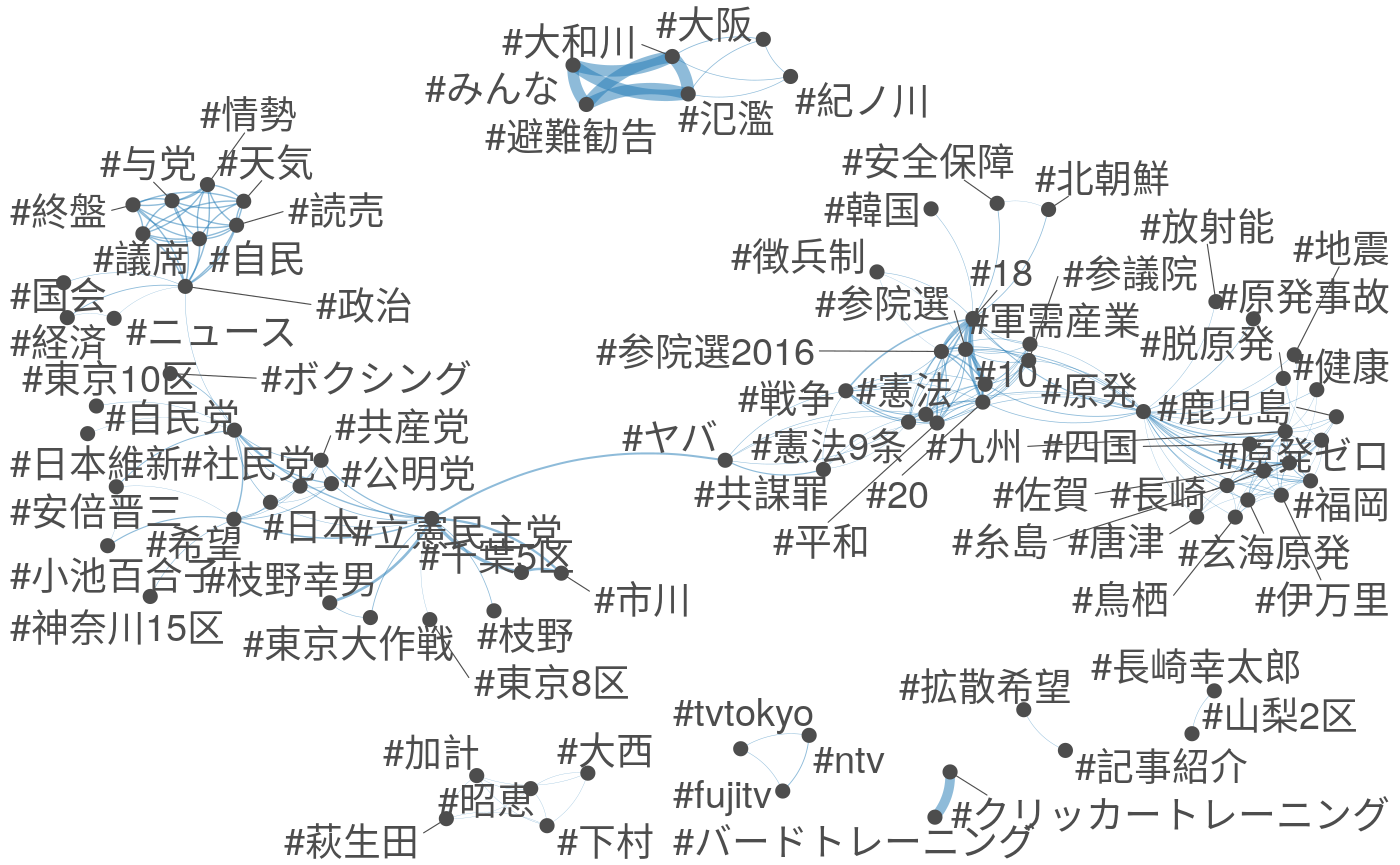 #大阪
#大和川
#みんな
#紀ノ川
#氾濫
#避難勧告
#情勢
#与党
#天気
#終盤
#読売
#議席
#自民
#国会
#政治
#経済
#ニュース
#東京10区
#ボクシング
#自民党
#共産党
#日本維新
#社民党
#公明党
#安倍晋三
#希望
#日本
#立憲民主党
#千葉5区
#小池百合子
#枝野幸男
#市川
#神奈川15区
#東京大作戦
#枝野
#東京8区
#安全保障
#北朝鮮
#韓国
#徴兵制
#18
#参議院
#参院選
#軍需産業
#参院選2016
#10
#戦争
#憲法
#原発
#ヤバ
#憲法9条
#九州
#四国
#共謀罪
#20
#平和
#放射能
#地震
#原発事故
#脱原発
#健康
#鹿児島
#原発ゼロ
#佐賀
#長崎
#福岡
#糸島
#唐津
#玄海原発
#鳥栖
#伊万里
#加計
#大西
#昭恵
#萩生田
#下村
#tvtokyo
#ntv
#fujitv
#拡散希望
#長崎幸太郎
#山梨2区
#記事紹介
#クリッカートレーニング
#バードトレーニング